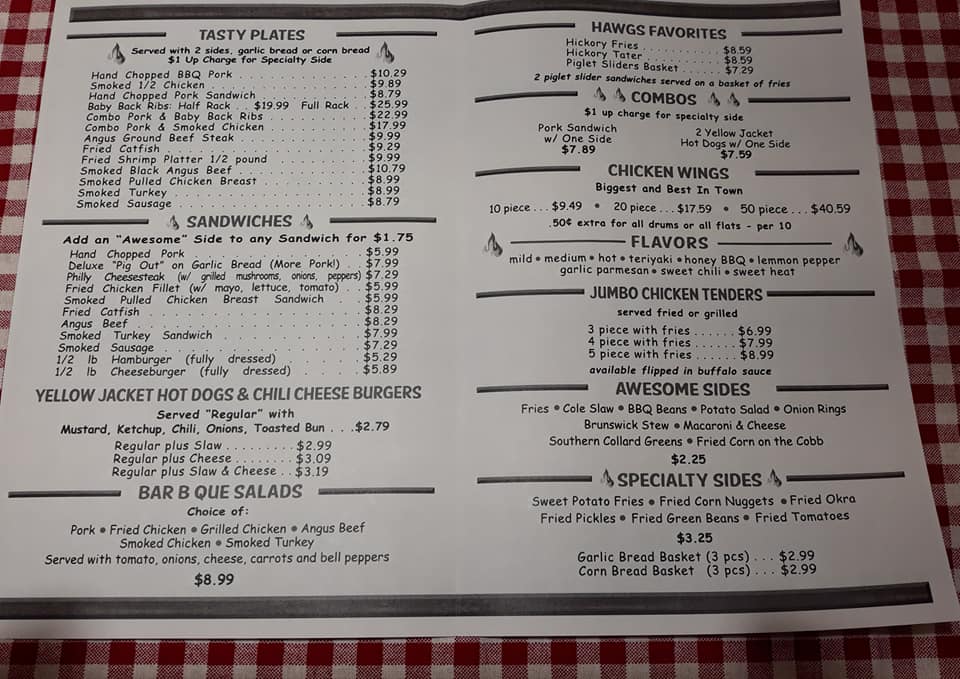 TASTY PLATES
Served with 2 sides, garlic bread or corn bread
$1 Up Charge for Specialty Side
Hand Chopped BBQ Pork . . . . . . . . . . . . $10.29
Smoked 1/2 Chicken . . . . . . . . . . . . $9.89
Hand Chopped Pork Sandwich . . . . . . . . $8.79
Baby Back Ribs: Half Rack . . $19.99 Full Rack . . $25.99
Combo Pork & Baby Back Ribs . . . . . . . . $22.99
Combo Pork & Smoked Chicken . . . . . . . . $17.99
Angus Ground Beef Steak . . . . . . . . . . $9.99
Fried Catfish . . . . . . . . . . . . . . $9.29
Fried Shrimp Platter 1/2 pound . . . . . . . $9.99
Smoked Black Angus Beef . . . . . . . . . . $10.79
Smoked Pulled Chicken Breast . . . . . . . . $8.99
Smoked Turkey . . . . . . . . . . . . . . $8.99
Smoked Sausage . . . . . . . . . . . . . . $8.79
SANDWICHES
Add an "Awesome" Side to any Sandwich for $1.75
Hand Chopped Pork . . . . . . . . . . . . $5.99
Deluxe "Pig Out" on Garlic Bread (More Pork!) . . $7.99
Philly Cheesesteak (w/ grilled mushrooms, onions, peppers) $7.29
Fried Chicken Fillet (w/ mayo, lettuce, tomato) . . . $5.99
Smoked Pulled Chicken Breast Sandwich . . . $5.99
Fried Catfish . . . . . . . . . . . . . . $8.29
Angus Beef . . . . . . . . . . . . . . . $8.29
Smoked Turkey Sandwich . . . . . . . . . . $7.99
Smoked Sausage . . . . . . . . . . . . . . $7.29
1/2 lb Hamburger (fully dressed) . . . . . $5.29
1/2 lb Cheeseburger (fully dressed) . . . . $5.89
YELLOW JACKET HOT DOGS & CHILI CHEESE BURGERS
Served "Regular" with
Mustard, Ketchup, Chili, Onions, Toasted Bun . . .$2.79
Regular plus Slaw . . . . . . . . . $2.99
Regular plus Cheese . . . . . . . . $3.09
Regular plus Slaw & Cheese . . $3.19
BAR B QUE SALADS
Choice of:
Pork • Fried Chicken • Grilled Chicken • Angus Beef
Smoked Chicken • Smoked Turkey
Served with tomato, onions, cheese, carrots and bell peppers
$8.99
HAWGS FAVORITES
Hickory Fries . . . . . . . . . . $8.59
Hickory Tater . . . . . . . . . . $8.59
Piglet Sliders Basket . . . . . . $7.29
2 piglet slider sandwiches served on a basket of fries
COMBOS
$1 up charge for specialty side
Pork Sandwich
w/ One Side
$7.89
2 Yellow Jacket
Hot Dogs w/ One Side
$7.59
CHICKEN WINGS
Biggest and Best In Town
10 piece . . . $9.49 • 20 piece . . . $17.59 • 50 piece . . . $40.59
.50¢ extra for all drums or all flats - per 10
FLAVORS
mild • medium • hot • teriyaki • honey BBQ • lemmon pepper
garlic parmesan • sweet chili • sweet heat
JUMBO CHICKEN TENDERS
served fried or grilled
3 piece with fries . . . . . . $6.99
4 piece with fries . . . . . . $7.99
5 piece with fries . . . . . . $8.99
available flipped in buffalo sauce
AWESOME SIDES
Fries • Cole Slaw • BBQ Beans • Potato Salad • Onion Rings
Brunswick Stew • Macaroni & Cheese
Southern Collard Greens • Fried Corn on the Cobb
$2.25
SPECIALTY SIDES
Sweet Potato Fries • Fried Corn Nuggets • Fried Okra
Fried Pickles • Fried Green Beans • Fried Tomatoes
$3.25
Garlic Bread Basket (3 pcs) . . . $2.99
Corn Bread Basket (3 pcs) . . . $2.99